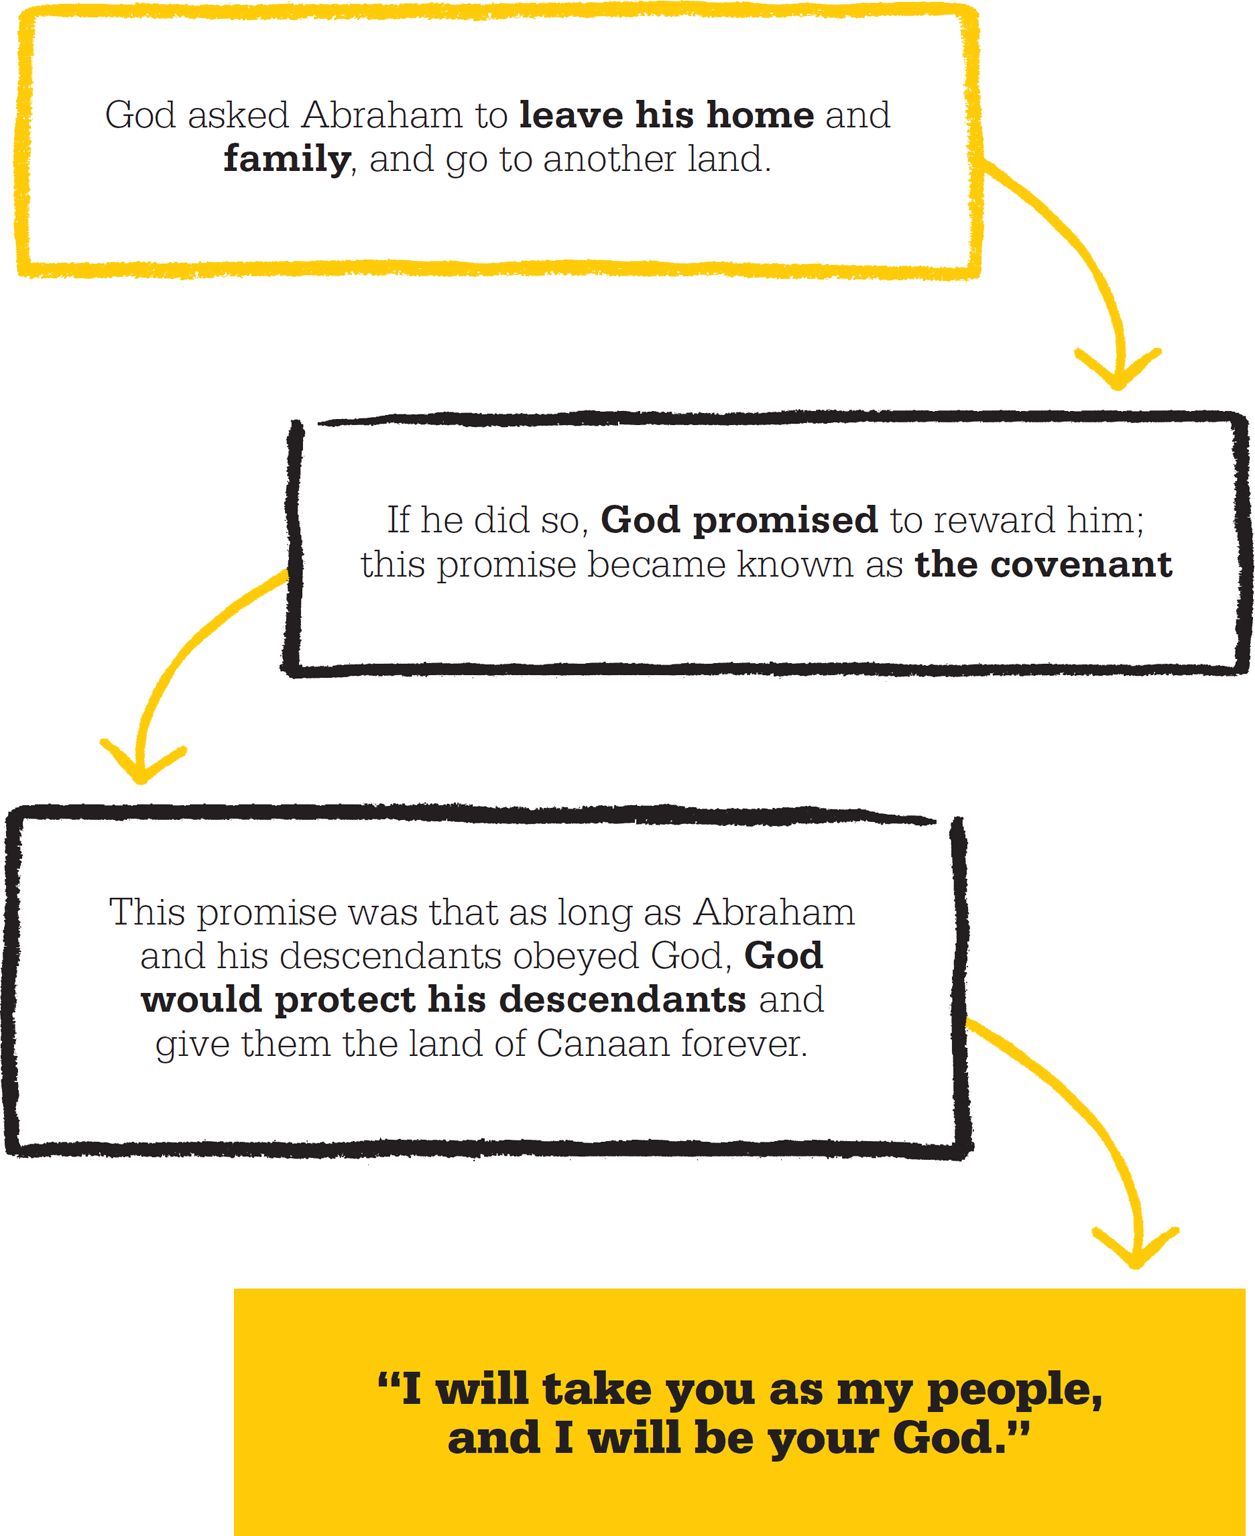 God asked Abraham to leave his home and
family, and go to another land.
If he did so, God promised to reward him;
this promise became known as the covenant
This promise was that as long as Abraham
and his descendants obeyed God, God
would protect his descendants and
give them the land of Canaan forever.
“I will take you as my people,
and I will be your God.”